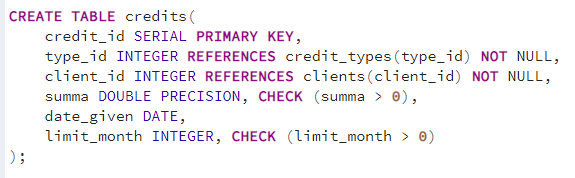 CREATE TABLE credits(
    credit_id SERIAL PRIMARY KEY,
    type_id INTEGER REFERENCES credit_types(type_id) NOT NULL,
    client_id INTEGER REFERENCES clients(client_id) NOT NULL,
    summa DOUBLE PRECISION, CHECK (summa > 0),
    date_given DATE,
    limit_month INTEGER, CHECK (limit_month > 0)
);